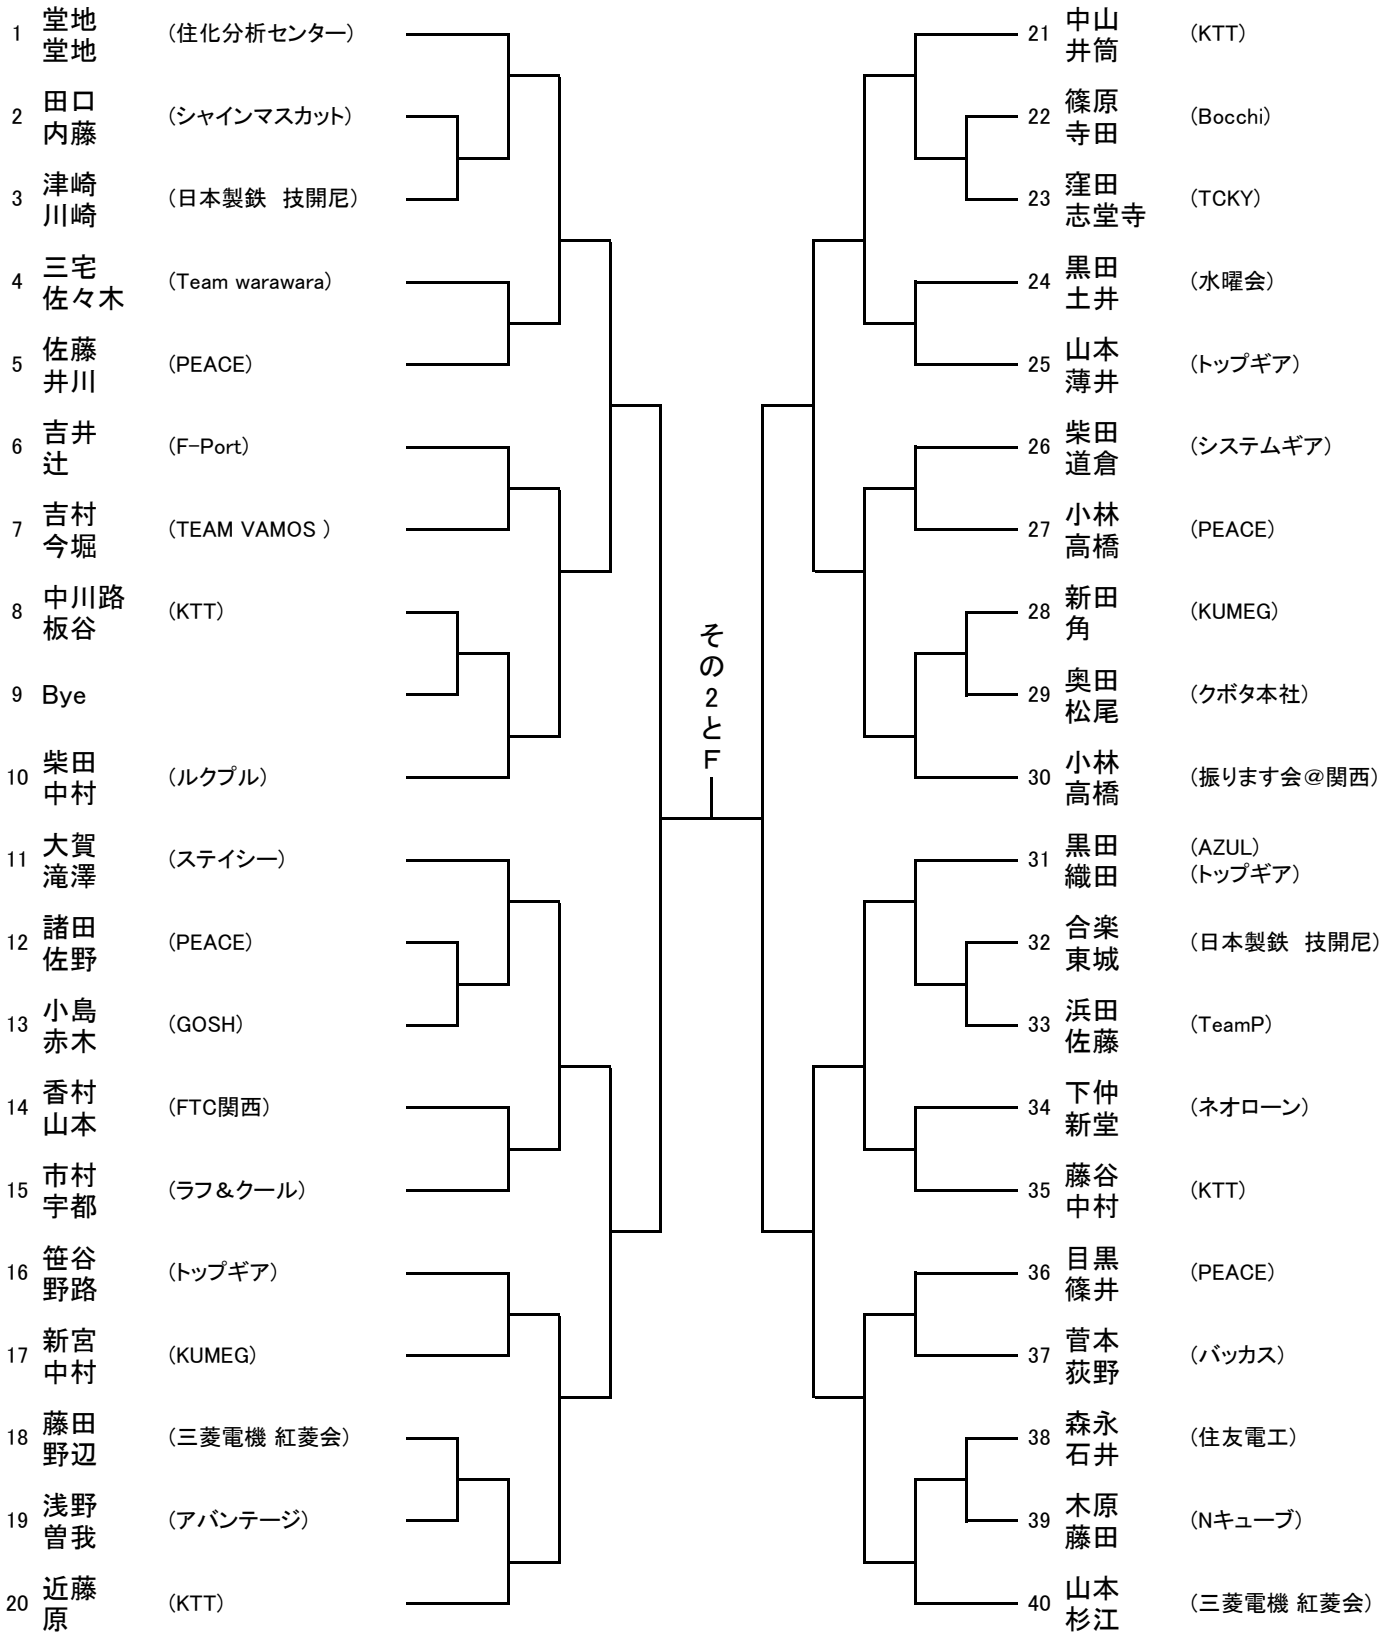 1 堂地 (住化分析センター)
堂地
2 田口 (シャインマスカット)
内藤
3 津崎 (日本製鉄　技開尼)
川崎
4 三宅 (Team warawara)
佐々木
5 佐藤 (PEACE)
井川
6 吉井 (F-Port)
辻
7 吉村 (TEAM VAMOS )
今堀
8 中川路 (KTT)
板谷
9 Bye
10 柴田 (ルクプル)
中村
11 大賀 (ステイシー)
滝澤
12 諸田 (PEACE)
佐野
13 小島 (GOSH)
赤木
14 香村 (FTC関西)
山本
15 市村 (ラフ＆クール)
宇都
16 笹谷 (トップギア)
野路
17 新宮 (KUMEG)
中村
18 藤田 (三菱電機 紅菱会)
野辺
19 浅野 (アバンテージ)
曽我
20 近藤 (KTT)
原
その2とF
21 中山 (KTT)
井筒
22 篠原 (Bocchi)
寺田
23 窪田 (TCKY)
志堂寺
24 黒田 (水曜会)
土井
25 山本 (トップギア)
薄井
26 柴田 (システムギア)
道倉
27 小林 (PEACE)
高橋
28 新田 (KUMEG)
角
29 奥田 (クボタ本社)
松尾
30 小林 (振ります会＠関西)
高橋
31 黒田 (AZUL)
織田 (トップギア)
32 合楽 (日本製鉄　技開尼)
東城
33 浜田 (TeamP)
佐藤
34 下仲 (ネオローン)
新堂
35 藤谷 (KTT)
中村
36 目黒 (PEACE)
篠井
37 菅本 (バッカス)
荻野
38 森永 (住友電工)
石井
39 木原 (Nキューブ)
藤田
40 山本 (三菱電機 紅菱会)
杉江